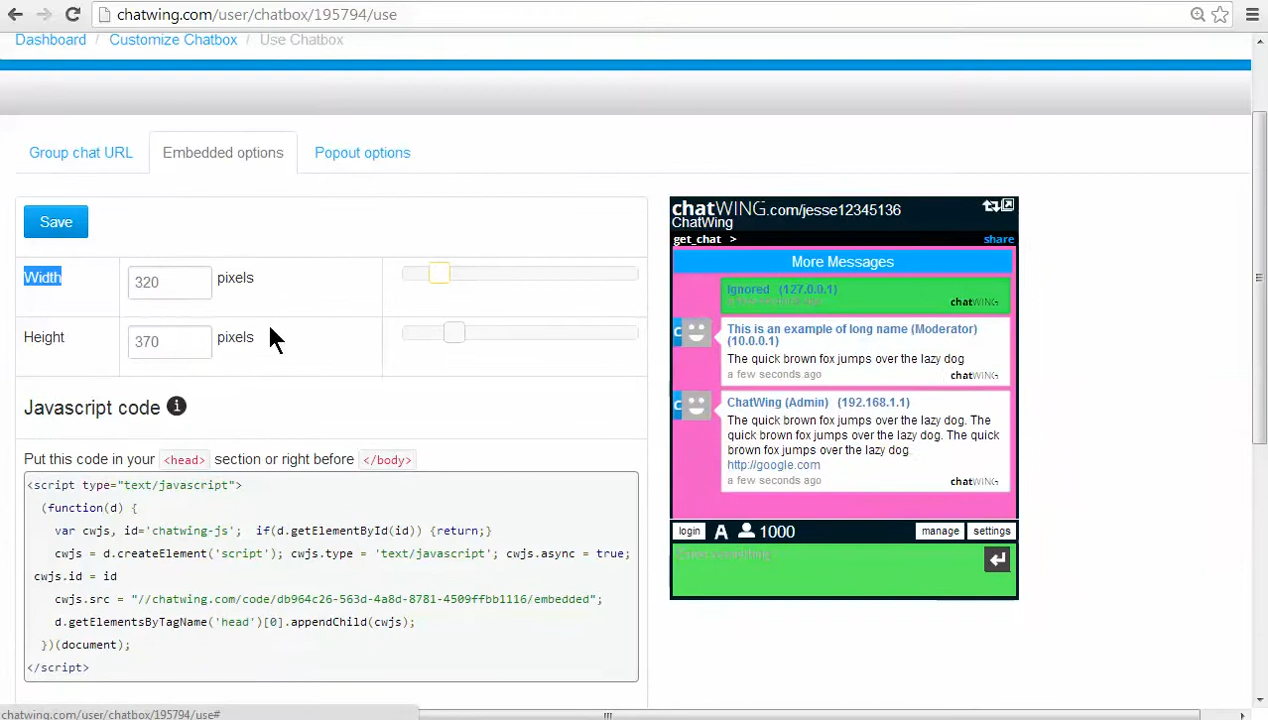 chatwing.com/user/chatbox/195794/use
Dashboard / Customize Chatbox / Use Chatbox
Group chat URL
Embedded options
Popout options
Save
Width
320
pixels
Height
370
pixels
Javascript code
Put this code in your <head> section or right before </body>
<script type="text/javascript">
(function(d) {
var cwjs, id='chatwing-js';  if(d.getElementById(id)) {return;}
cwjs = d.createElement('script'); cwjs.type = 'text/javascript'; cwjs.async = true;
cwjs.id = id
cwjs.src = "//chatwing.com/code/db964c26-563d-4a8d-8781-4509ffbb1116/embedded";
d.getElementsByTagName('head')[0].appendChild(cwjs);
})(document);
</script>
chatWING.com/jesse12345136
ChatWing
get_chat >
share
More Messages
Ignored (127.0.0.1)
a few seconds ago
chatWING
This is an example of long name (Moderator)
(10.0.0.1)
The quick brown fox jumps over the lazy dog
a few seconds ago
chatWING
ChatWing (Admin) (192.168.1.1)
The quick brown fox jumps over the lazy dog. The
quick brown fox jumps over the lazy dog. The quick
brown fox jumps over the lazy dog.
http://google.com
a few seconds ago
chatWING
login
A
1000
manage
settings
chatwing.com/user/chatbox/195794/use#